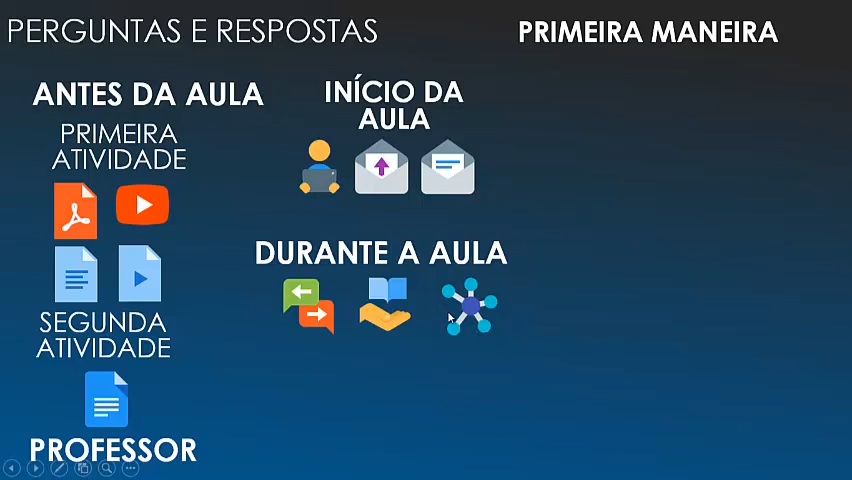 PERGUNTAS E RESPOSTAS
PRIMEIRA MANEIRA
ANTES DA AULA
PRIMEIRA
ATIVIDADE
SEGUNDA
ATIVIDADE
PROFESSOR
INÍCIO DA
AULA
DURANTE A AULA